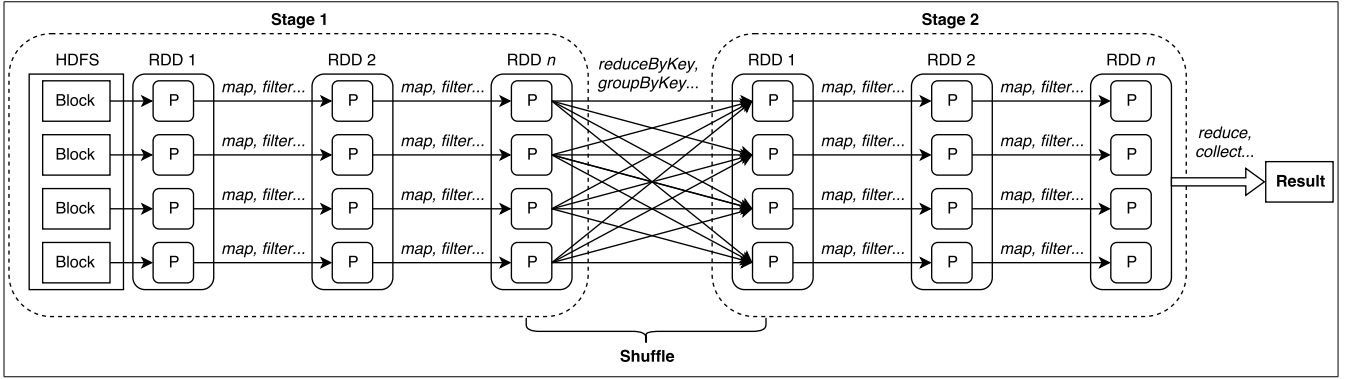 Stage 1
Stage 2
HDFS
RDD 1
RDD 2
RDD n
reduceByKey,
groupByKey...
RDD 1
RDD 2
RDD n
Block
P
map, filter...
P
map, filter...
P
P
map, filter...
P
map, filter...
P
Block
P
map, filter...
P
map, filter...
P
P
map, filter...
P
map, filter...
P
Block
P
map, filter...
P
map, filter...
P
P
map, filter...
P
map, filter...
P
Block
P
map, filter...
P
map, filter...
P
P
map, filter...
P
map, filter...
P
reduce,
collect...
Result
Shuffle